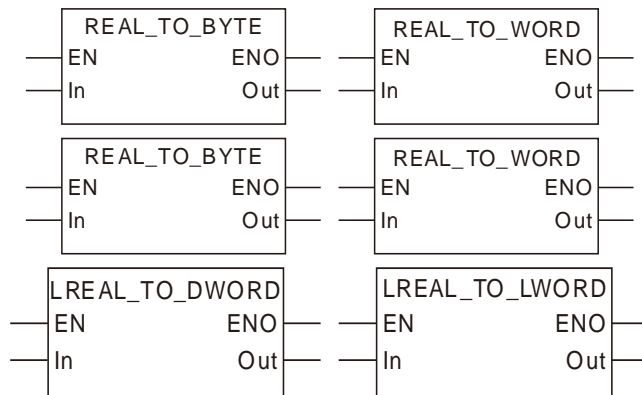 REAL_TO_BYTE
EN ENO
In Out
REAL_TO_WORD
EN ENO
In Out
REAL_TO_BYTE
EN ENO
In Out
REAL_TO_WORD
EN ENO
In Out
LREAL_TO_DWORD
EN ENO
In Out
LREAL_TO_LWORD
EN ENO
In Out